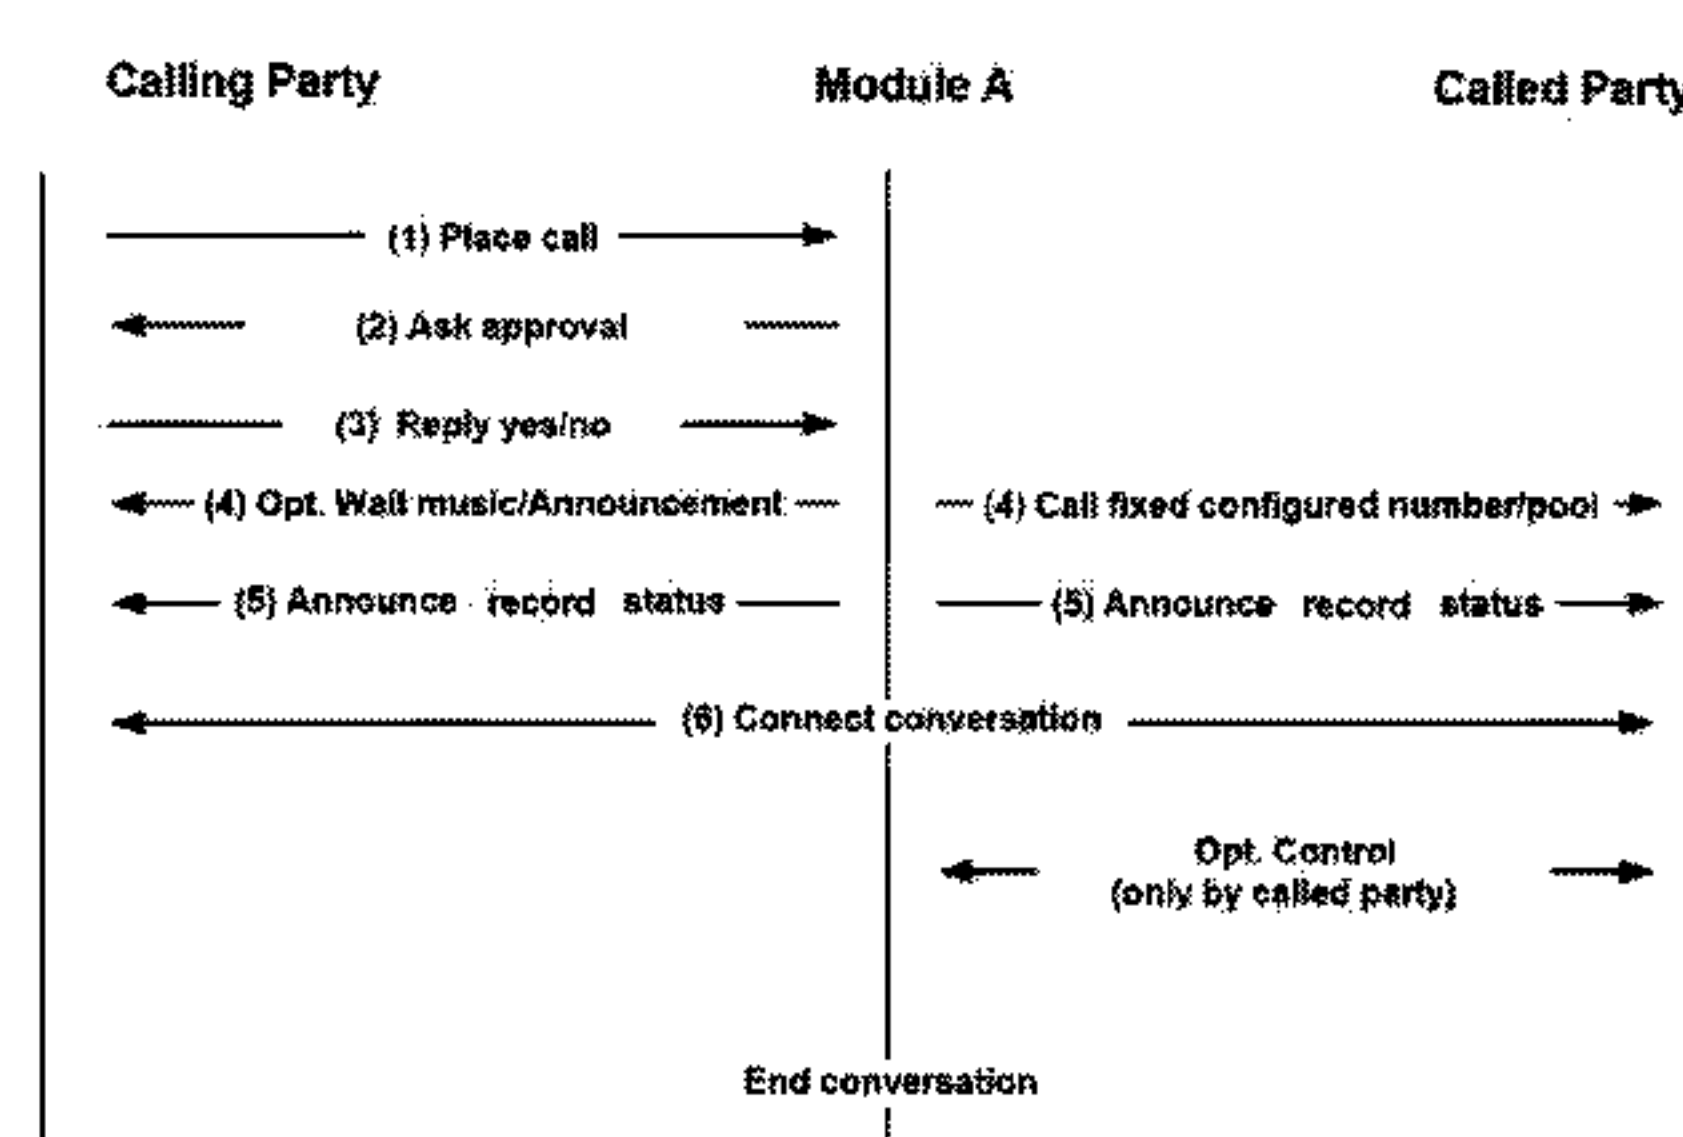 Calling Party Module A Called Party
(1) Place call
(2) Ask approval
(3) Reply yes/no
(4) Opt. Wait music/Announcement (4) Call fixed configured number/pool
(5) Announce record status (5) Announce record status
(6) Connect conversation
Opt. Control
(only by called party)
End conversation